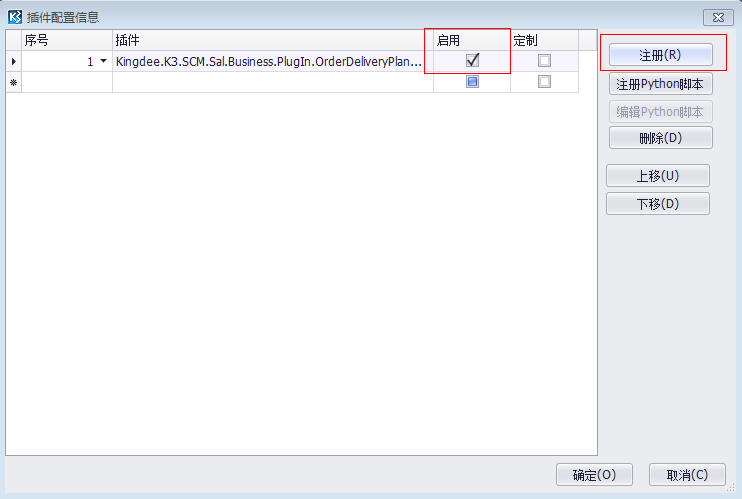 K3 插件配置信息
序号 插件 启用 定制
1 Kingdee.K3.SCM.Sal.Business.PlugIn.OrderDeliveryPlan...
注册(R)
注册Python脚本
编辑Python脚本
删除(D)
上移(U)
下移(D)
确定(O) 取消(C)